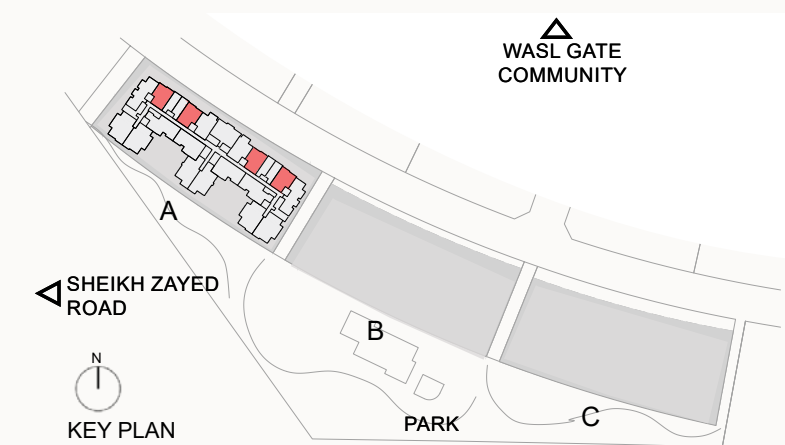 WASL GATE
COMMUNITY
A
SHEIKH ZAYED
ROAD
B
N
C
PARK
KEY PLAN